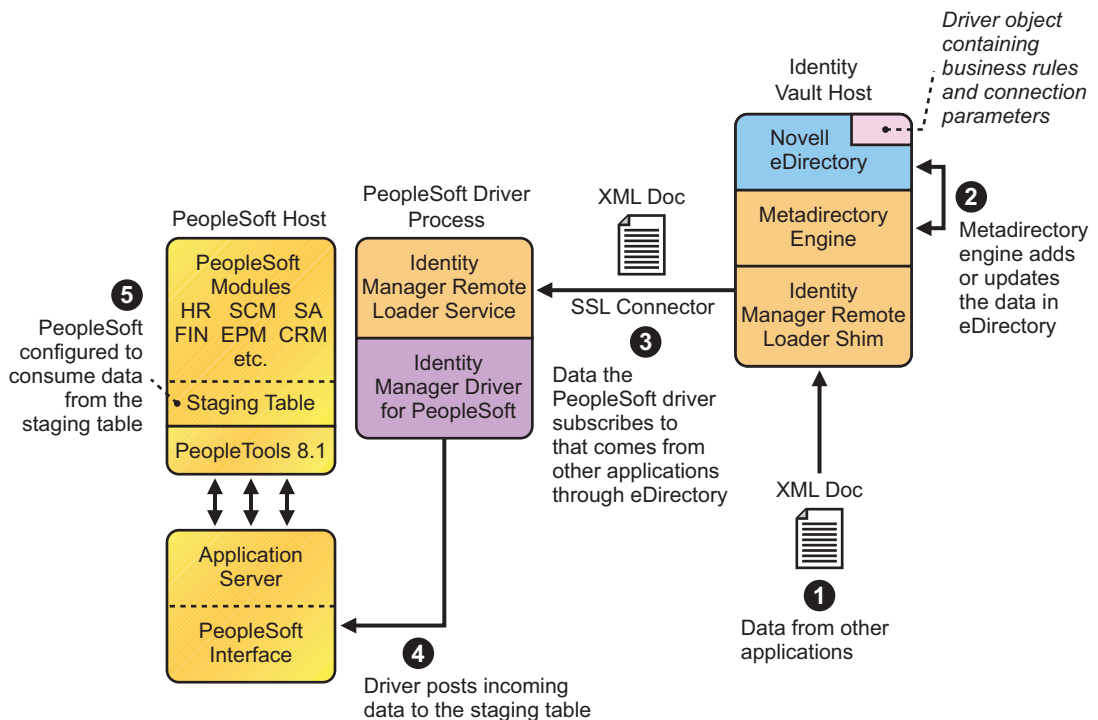 Driver object
containing
business rules
and connection
parameters
Identity
Vault Host
Novell
eDirectory
Metadirectory
Engine
Identity
Manager Remote
Loader Shim
2
Metadirectory
engine adds
or updates
the data in
eDirectory
XML Doc
SSL Connector
3
Data the
PeopleSoft driver
subscribes to
that comes from
other applications
through eDirectory
PeopleSoft Driver
Process
Identity
Manager Remote
Loader Service
Identity
Manager Driver
for PeopleSoft
PeopleSoft Host
PeopleSoft
Modules
HR SCM SA
FIN EPM CRM
etc.
Staging Table
PeopleTools 8.1
5
PeopleSoft
configured to
consume data
from the
staging table
Application
Server
PeopleSoft
Interface
4
Driver posts incoming
data to the staging table
XML Doc
1
Data from other
applications